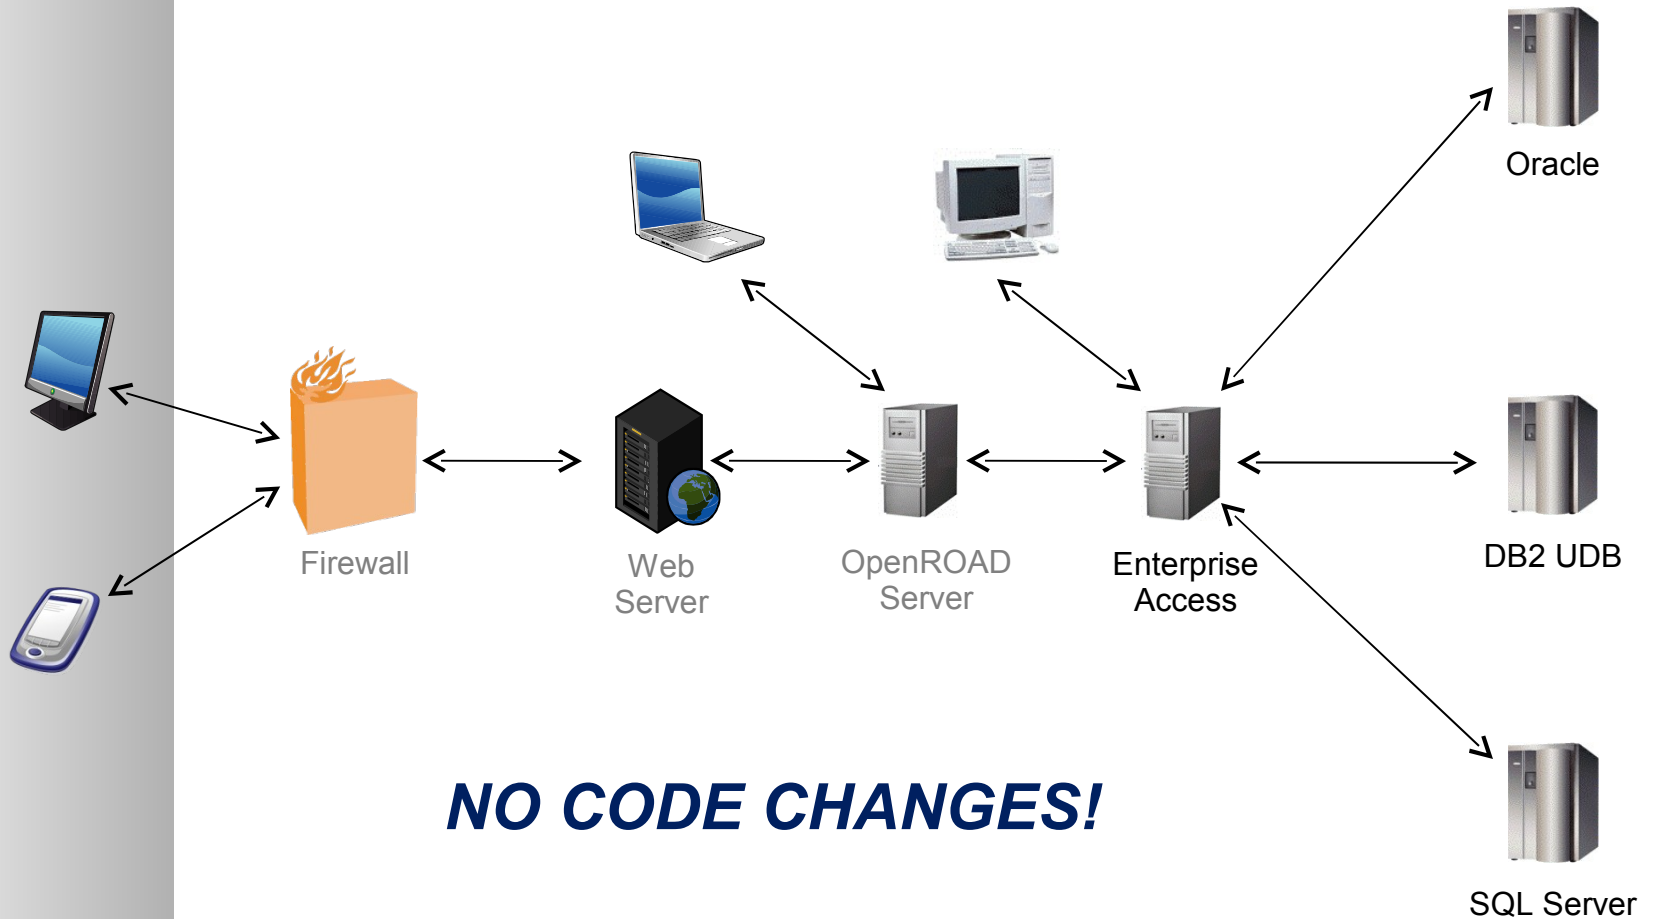 Oracle
Firewall
Web
Server
OpenROAD
Server
Enterprise
Access
DB2 UDB
NO CODE CHANGES!
SQL Server